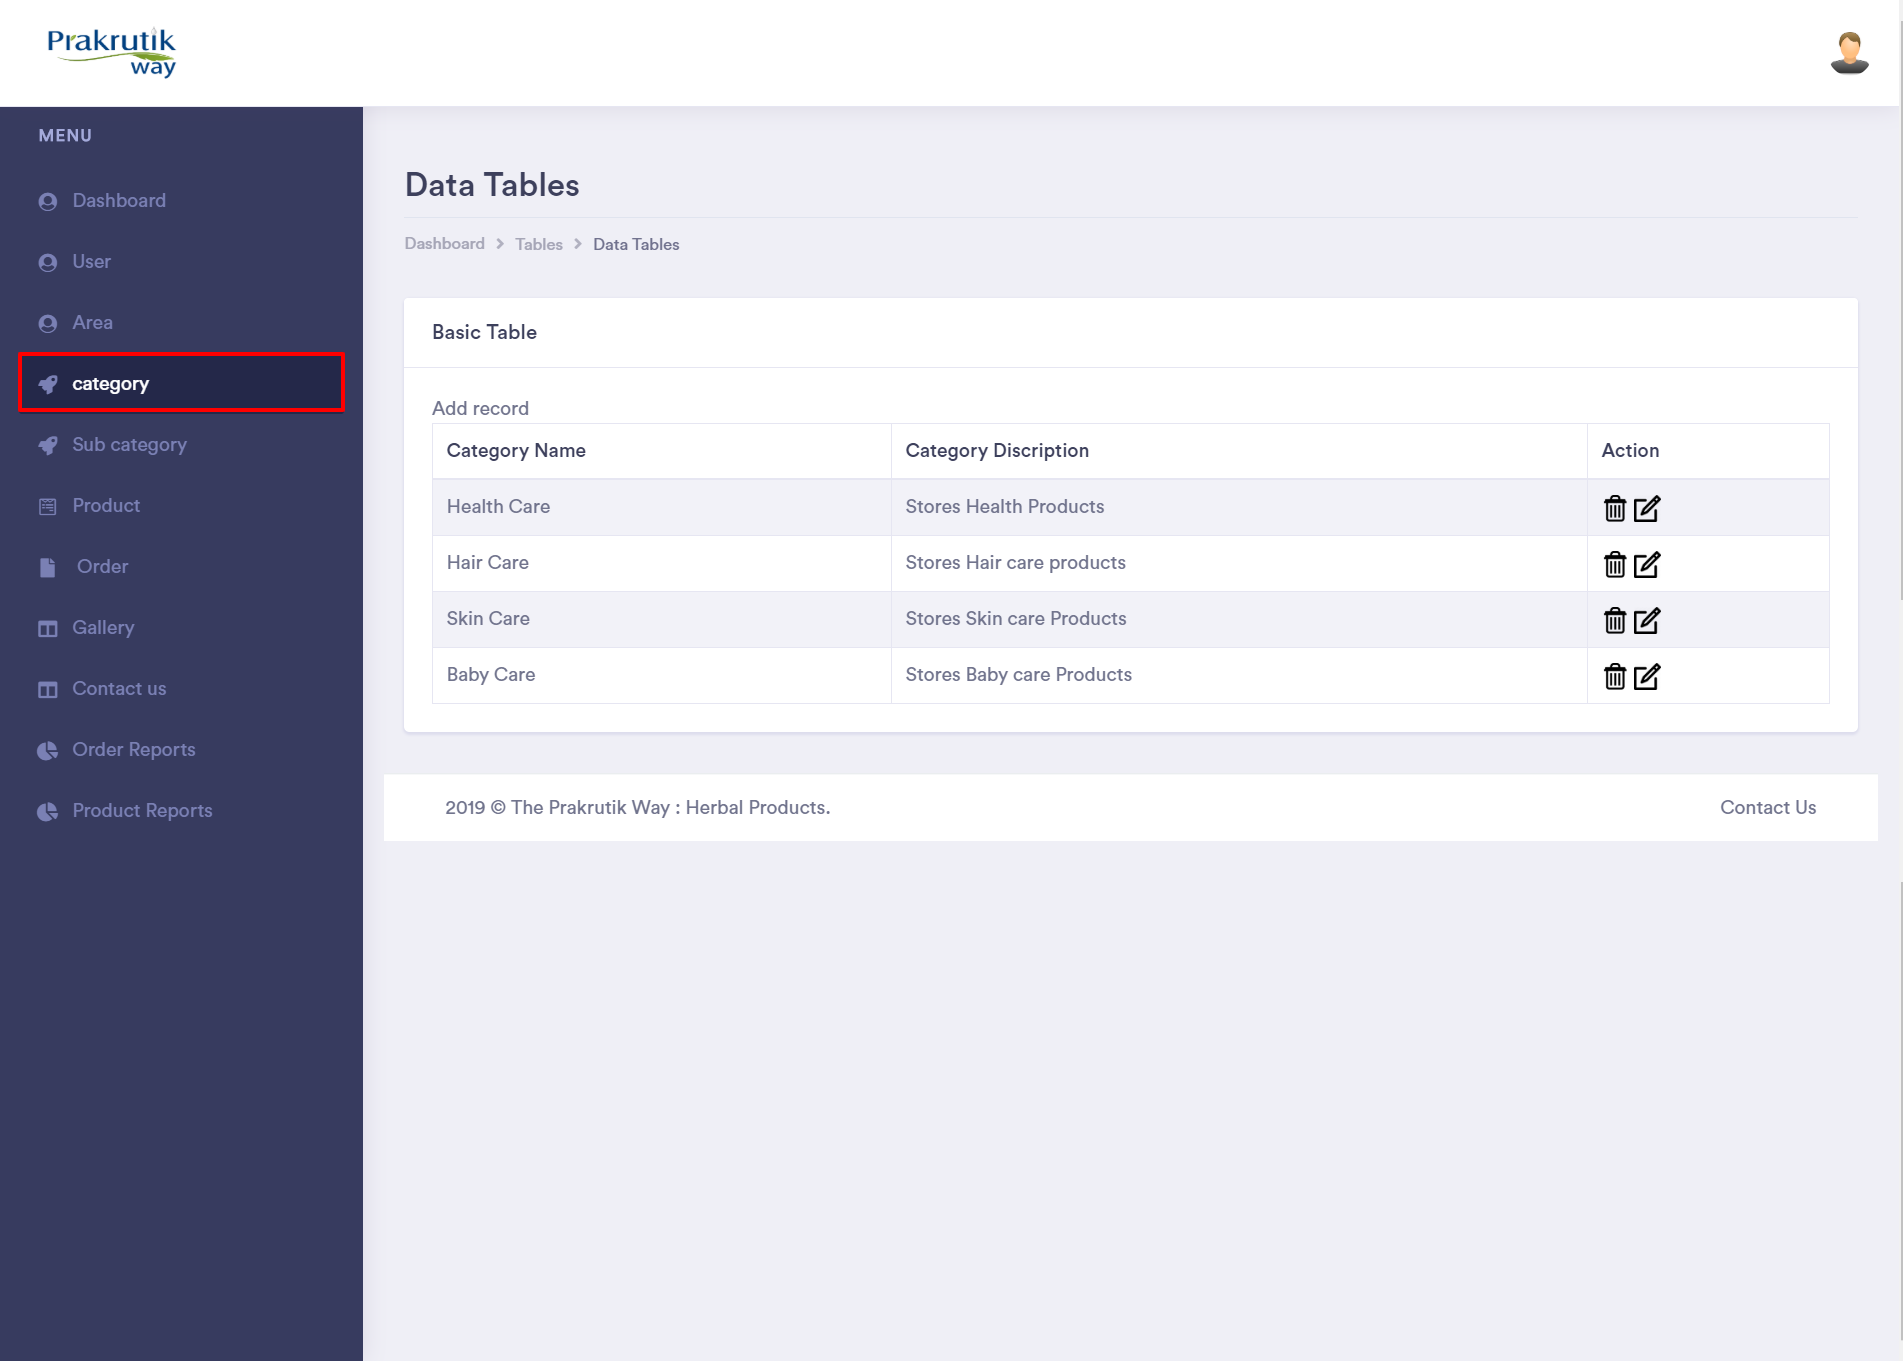 Prakrutik
way
MENU
Dashboard
User
Area
category
Sub category
Product
Order
Gallery
Contact us
Order Reports
Product Reports
Data Tables
Dashboard > Tables > Data Tables
Basic Table
Add record
Category Name Category Discription Action
Health Care Stores Health Products
Hair Care Stores Hair care products
Skin Care Stores Skin care Products
Baby Care Stores Baby care Products
2019 © The Prakrutik Way : Herbal Products. Contact Us